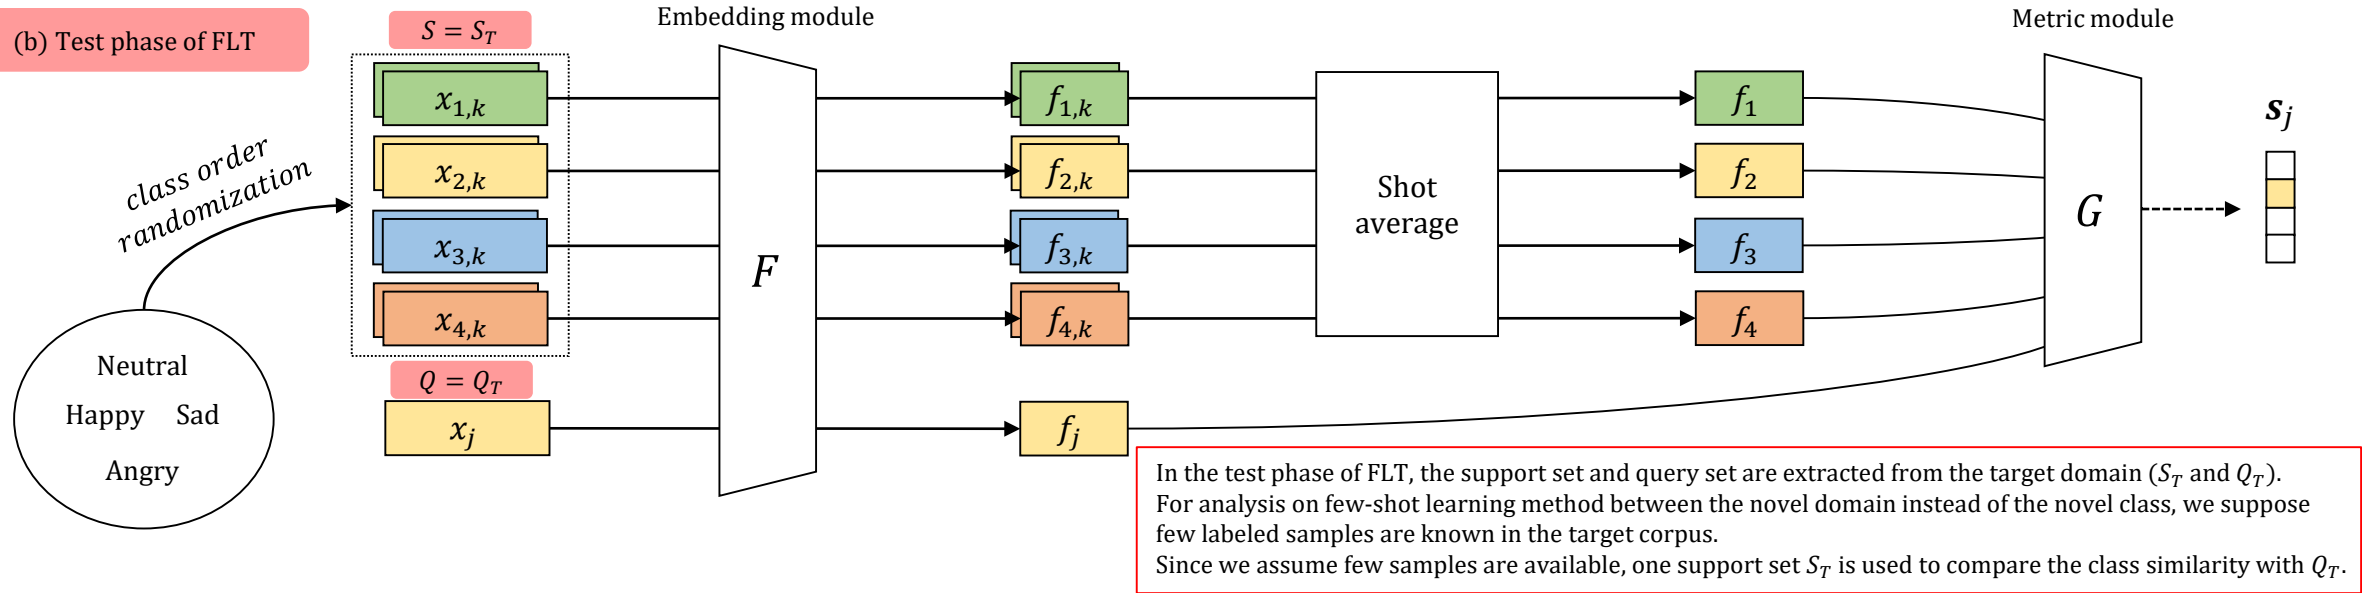 (b) Test phase of FLT
S = S_T
Embedding module
Metric module
class order
randomization
x_{1,k}
x_{2,k}
x_{3,k}
x_{4,k}
F
f_{1,k}
f_{2,k}
f_{3,k}
f_{4,k}
Shot
average
f_1
f_2
f_3
f_4
G
s_j
Neutral
Happy Sad
Angry
Q = Q_T
x_j
f_j
In the test phase of FLT, the support set and query set are extracted from the target domain (S_T and Q_T).
For analysis on few-shot learning method between the novel domain instead of the novel class, we suppose
few labeled samples are known in the target corpus.
Since we assume few samples are available, one support set S_T is used to compare the class similarity with Q_T.